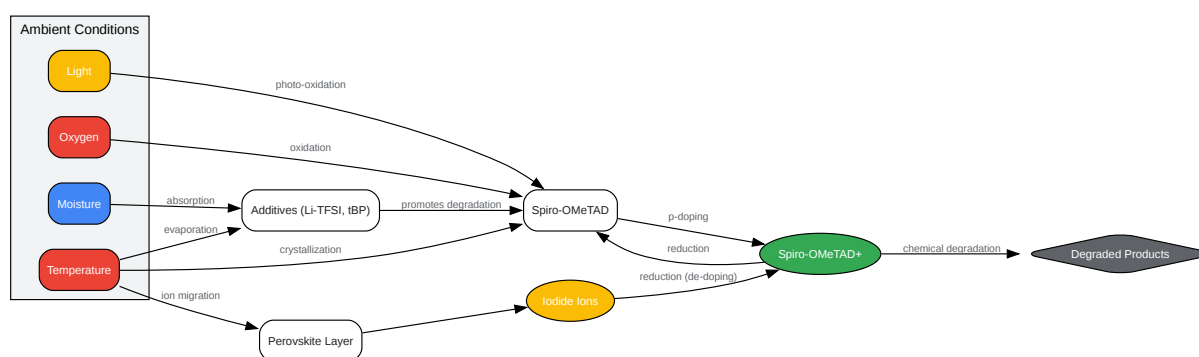 Ambient Conditions
Light
photo-oxidation
Oxygen
oxidation
Moisture
absorption
Additives (Li-TFSI, tBP)
promotes degradation
Spiro-OMeTAD
p-doping
evaporation
crystallization
reduction
chemical degradation
Spiro-OMeTAD+
Degraded Products
Temperature
reduction (de-doping)
ion migration
Iodide Ions
Perovskite Layer